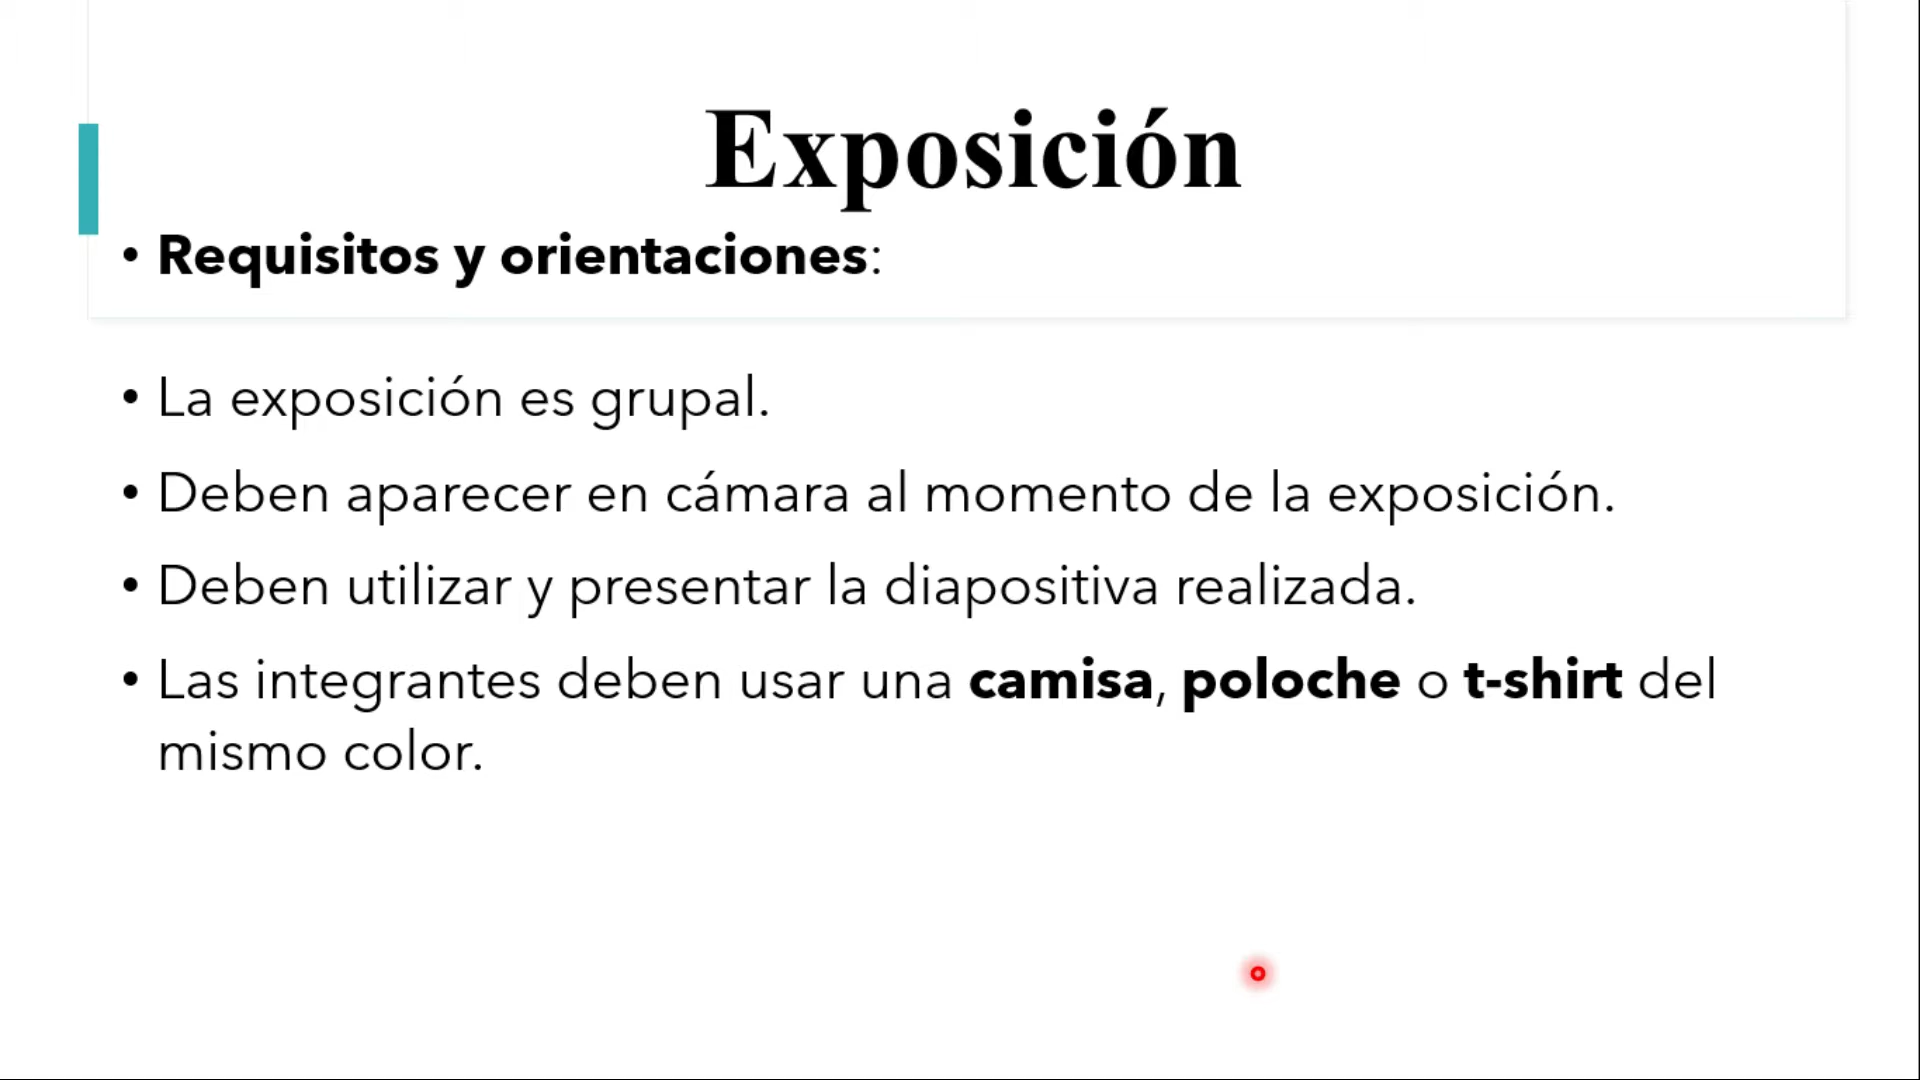 Exposición
• Requisitos y orientaciones:
• La exposición es grupal.
• Deben aparecer en cámara al momento de la exposición.
• Deben utilizar y presentar la diapositiva realizada.
• Las integrantes deben usar una camisa, poloche o t-shirt del
mismo color.